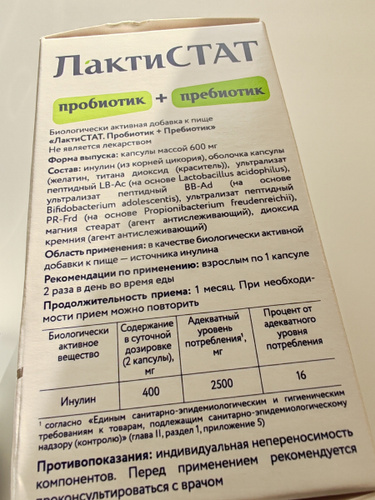 ЛактиСТАТ
пробиотик + пребиотик
Биологически активная добавка к пище
«ЛактиСТАТ. Пробиотик + Пребиотик»
Не является лекарством
Форма выпуска: капсулы массой 600 мг
Состав: инулин (из корней цикория), оболочка капсулы
(желатин, титана диоксид (краситель)), ультрализат
пептидный LB-Ac (на основе Lactobacillus acidophilus),
ультрализат пептидный BB-Ad (на основе
Bifidobacterium adolescentis), ультрализат пептидный
PR-Frd (на основе Propionibacterium freudenreichii),
магния стеарат (агент антислеживающий), диоксид
кремния (агент антислеживающий)
Область применения: в качестве биологически активной
добавки к пище — источника инулина
Рекомендации по применению: взрослым по 1 капсуле
2 раза в день во время еды
Продолжительность приема: 1 месяц. При необходи-
мости прием можно повторить
Биологически
активное
вещество
Содержание
в суточной
дозировке
(2 капсулы),
мг
Адекватный
уровень
потребления¹,
мг
Процент от
адекватного
уровня
потребления
Инулин 400 2500 16
¹ согласно «Единым санитарно-эпидемиологическим и гигиеническим
требованиям к товарам, подлежащим санитарно-эпидемиологическому
надзору (контролю)» (глава II, раздел 1, приложение 5)
Противопоказания: индивидуальная непереносимость
компонентов. Перед применением рекомендуется
проконсультироваться с врачом